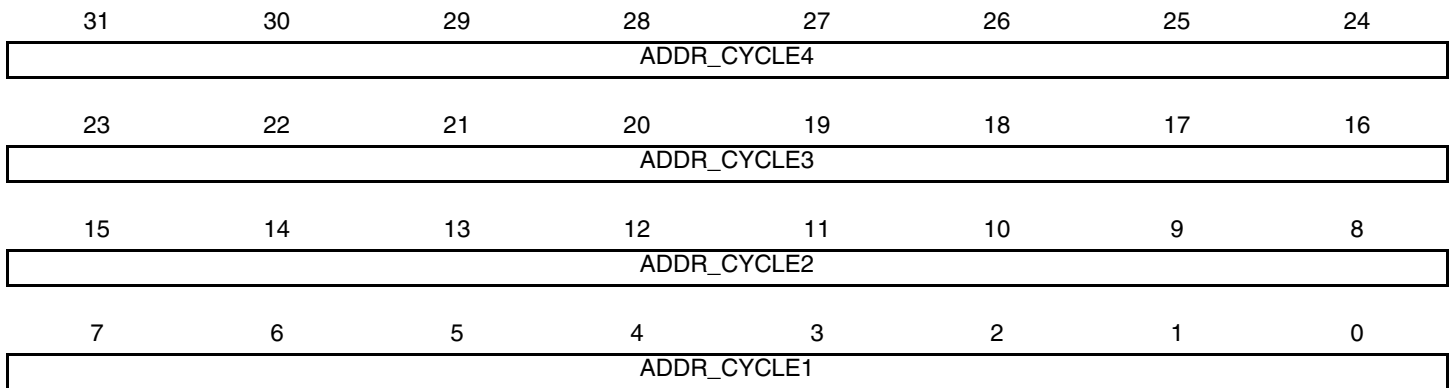 31 30 29 28 27 26 25 24
ADDR_CYCLE4
23 22 21 20 19 18 17 16
ADDR_CYCLE3
15 14 13 12 11 10 9 8
ADDR_CYCLE2
7 6 5 4 3 2 1 0
ADDR_CYCLE1